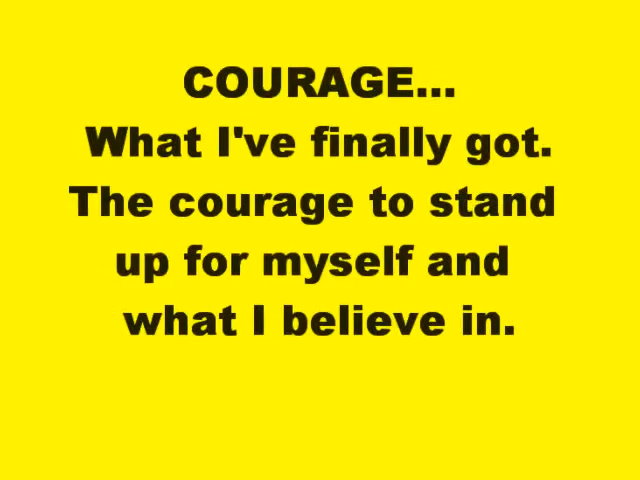 COURAGE...
What I've finally got.
The courage to stand
up for myself and
what I believe in.